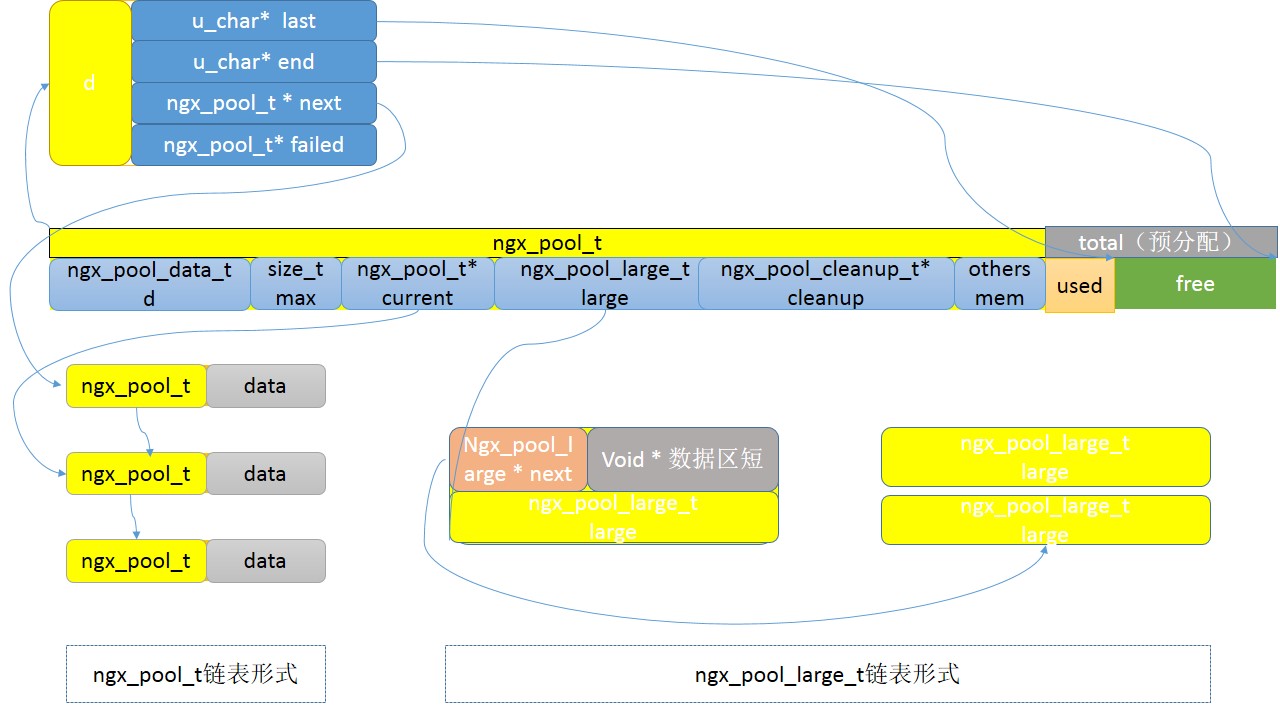 d
u_char*  last
u_char* end
ngx_pool_t * next
ngx_pool_t* failed
ngx_pool_t
total（预分配）
ngx_pool_data_t
d
size_t
max
ngx_pool_t*
current
ngx_pool_large_t
large
ngx_pool_cleanup_t*
cleanup
others
mem
used
free
ngx_pool_t
data
ngx_pool_t
data
ngx_pool_t
data
Ngx_pool_l
arge * next
Void * 数据区短
ngx_pool_large_t
large
ngx_pool_large_t
large
ngx_pool_large_t
large
ngx_pool_t链表形式
ngx_pool_large_t链表形式